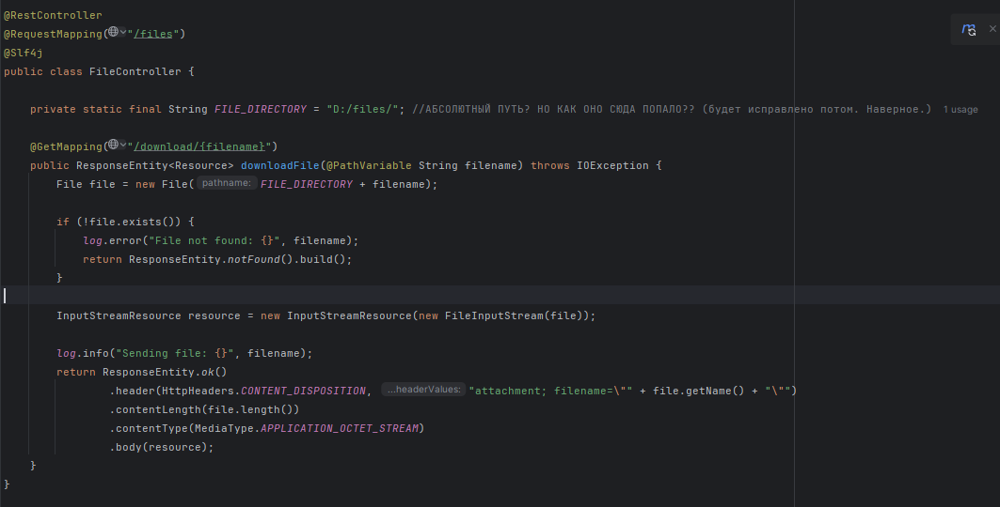 @RestController
@RequestMapping("/files")
@Slf4j
public class FileController {
private static final String FILE_DIRECTORY = "D:/files/"; //АБСОЛЮТНЫЙ ПУТЬ? НО КАК ОНО СЮДА ПОПАЛО?? (будет исправлено потом. Наверное.) 1 usage
@GetMapping("/download/{filename}")
public ResponseEntity<Resource> downloadFile(@PathVariable String filename) throws IOException {
File file = new File( pathname: FILE_DIRECTORY + filename);
if (!file.exists()) {
log.error("File not found: {}", filename);
return ResponseEntity.notFound().build();
}
InputStreamResource resource = new InputStreamResource(new FileInputStream(file));
log.info("Sending file: {}", filename);
return ResponseEntity.ok()
.header(HttpHeaders.CONTENT_DISPOSITION, ...headerValues: "attachment; filename=\"" + file.getName() + "\"")
.contentLength(file.length())
.contentType(MediaType.APPLICATION_OCTET_STREAM)
.body(resource);
}
}